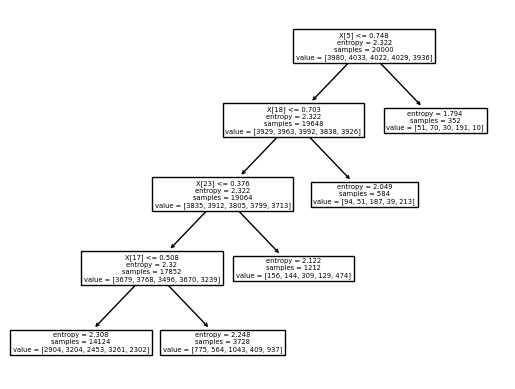 X[5] <= 0.748
entropy = 2.322
samples = 20000
value = [3980, 4033, 4022, 4029, 3936]
X[18] <= 0.703
entropy = 2.322
samples = 19648
value = [3929, 3963, 3992, 3838, 3926]
entropy = 1.794
samples = 352
value = [51, 70, 30, 191, 10]
X[23] <= 0.376
entropy = 2.322
samples = 19064
value = [3835, 3912, 3805, 3799, 3713]
entropy = 2.049
samples = 584
value = [94, 51, 187, 39, 213]
X[17] <= 0.508
entropy = 2.32
samples = 17852
value = [3679, 3768, 3496, 3670, 3239]
entropy = 2.122
samples = 1212
value = [156, 144, 309, 129, 474]
entropy = 2.308
samples = 14124
value = [2904, 3204, 2453, 3261, 2302]
entropy = 2.248
samples = 3728
value = [775, 564, 1043, 409, 937]